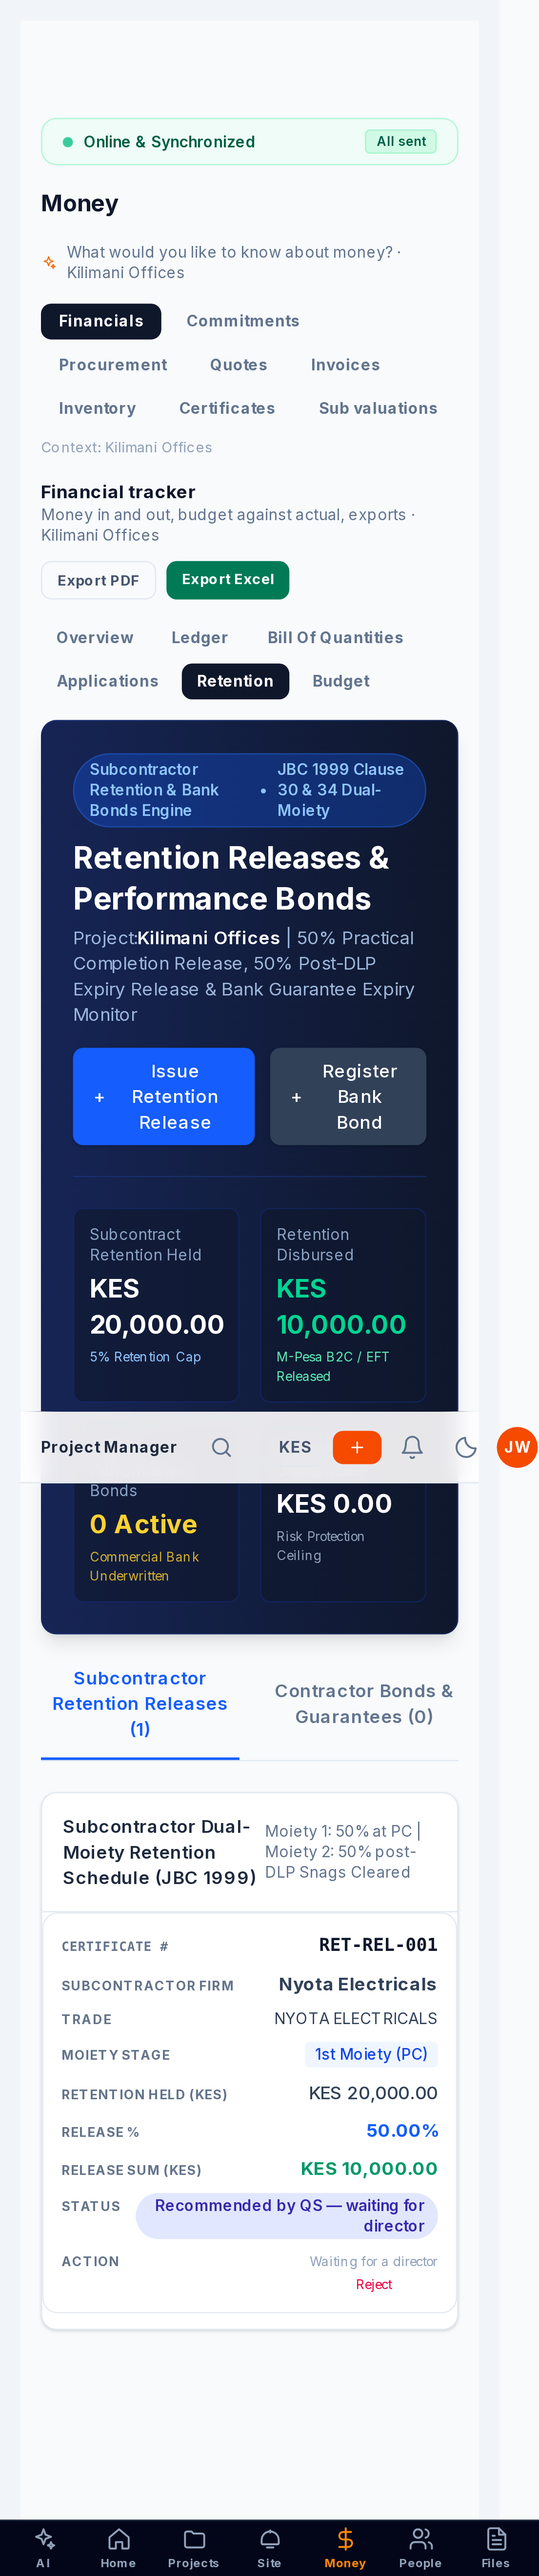 Online & Synchronized
All sent
Money
What would you like to know about money? ·
Kilimani Offices
Financials
Commitments
Procurement
Quotes
Invoices
Inventory
Certificates
Sub valuations
Context: Kilimani Offices
Financial tracker
Money in and out, budget against actual, exports ·
Kilimani Offices
Export PDF
Export Excel
Overview
Ledger
Bill Of Quantities
Applications
Retention
Budget
Subcontractor
Retention & Bank
Bonds Engine
•
JBC 1999 Clause
30 & 34 Dual-
Moiety
Retention Releases &
Performance Bonds
Project:Kilimani Offices | 50% Practical
Completion Release, 50% Post-DLP
Expiry Release & Bank Guarantee Expiry
Monitor
+ Issue
Retention
Release
+ Register
Bank
Bond
Subcontract
Retention Held
KES
20,000.00
5% Retention Cap
Retention
Disbursed
KES
10,000.00
M-Pesa B2C / EFT
Released
Project Manager
KES
+
JW
Bonds
0 Active
Commercial Bank
Underwritten
KES 0.00
Risk Protection
Ceiling
Subcontractor
Retention Releases
(1)
Contractor Bonds &
Guarantees (0)
Subcontractor Dual-
Moiety Retention
Schedule (JBC 1999)
Moiety 1: 50% at PC |
Moiety 2: 50% post-
DLP Snags Cleared
CERTIFICATE #
RET-REL-001
SUBCONTRACTOR FIRM
Nyota Electricals
TRADE
NYOTA ELECTRICALS
MOIETY STAGE
1st Moiety (PC)
RETENTION HELD (KES)
KES 20,000.00
RELEASE %
50.00%
RELEASE SUM (KES)
KES 10,000.00
STATUS
Recommended by QS — waiting for
director
ACTION
Waiting for a director
Reject
AI
Home
Projects
Site
Money
People
Files